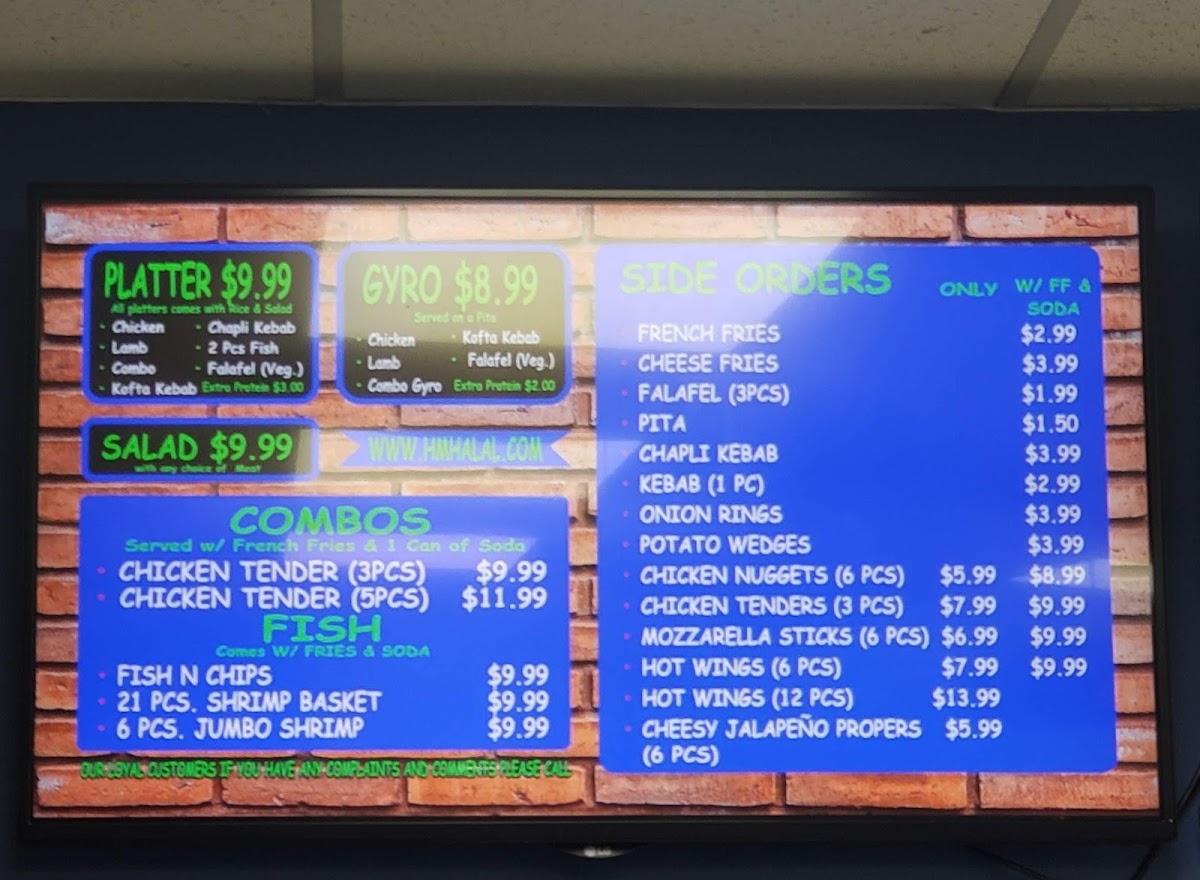 PLATTER $9.99
All platters comes with Rice & Salad
Chicken
Lamb
Combo
Kofta Kebab
Chapli Kebab
2 Pcs Fish
Falafel (Veg.)
Extra Protein $3.00
GYRO $8.99
Served on a Pita
Chicken
Lamb
Combo Gyro
Kofta Kebab
Falafel (Veg.)
Extra Protein $2.00
SALAD $9.99
with any choice of Meat
WWW.HMHALAL.COM
COMBOS
Served w/ French Fries & 1 Can of Soda
CHICKEN TENDER (3PCS) $9.99
CHICKEN TENDER (5PCS) $11.99
FISH
Comes W/ FRIES & SODA
FISH N CHIPS $9.99
21 PCS. SHRIMP BASKET $9.99
6 PCS. JUMBO SHRIMP $9.99
OUR LOYAL CUSTOMERS IF YOU HAVE ANY COMPLAINTS AND COMMENTS PLEASE CALL
SIDE ORDERS ONLY W/ FF &
SODA
FRENCH FRIES $2.99
CHEESE FRIES $3.99
FALAFEL (3PCS) $1.99
PITA $1.50
CHAPLI KEBAB $3.99
KEBAB (1 PC) $2.99
ONION RINGS $3.99
POTATO WEDGES $3.99
CHICKEN NUGGETS (6 PCS) $5.99 $8.99
CHICKEN TENDERS (3 PCS) $7.99 $9.99
MOZZARELLA STICKS (6 PCS) $6.99 $9.99
HOT WINGS (6 PCS) $7.99 $9.99
HOT WINGS (12 PCS) $13.99
CHEESY JALAPEÑO PROPERS $5.99
(6 PCS)
LG